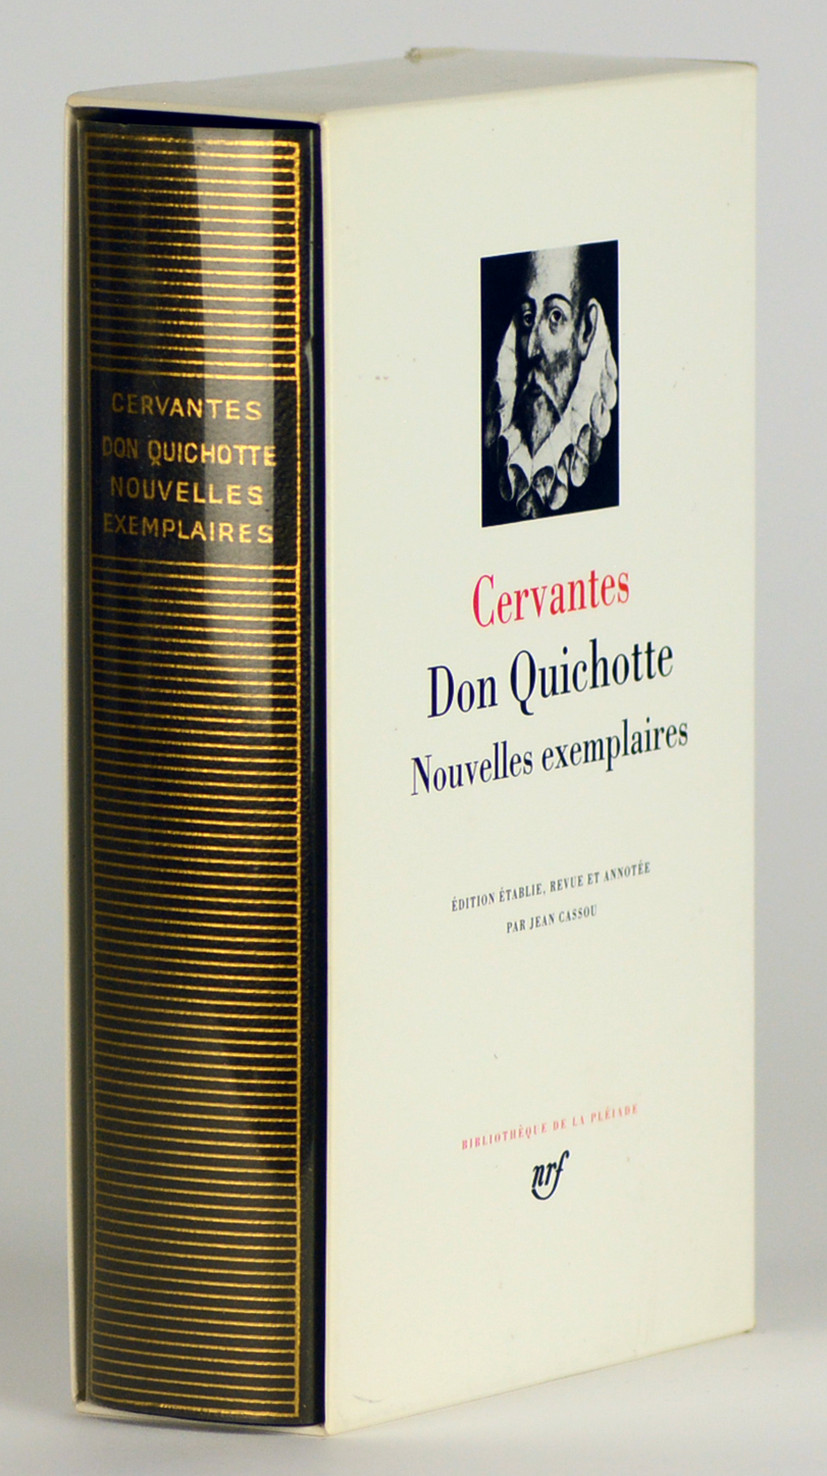 CERVANTES
DON QUICHOTTE
NOUVELLES
EXEMPLAIRES
Cervantes
Don Quichotte
Nouvelles exemplaires
ÉDITION ÉTABLIE, REVUE ET ANNOTÉE
PAR JEAN CASSOU
BIBLIOTHÈQUE DE LA PLÉIADE
nrf